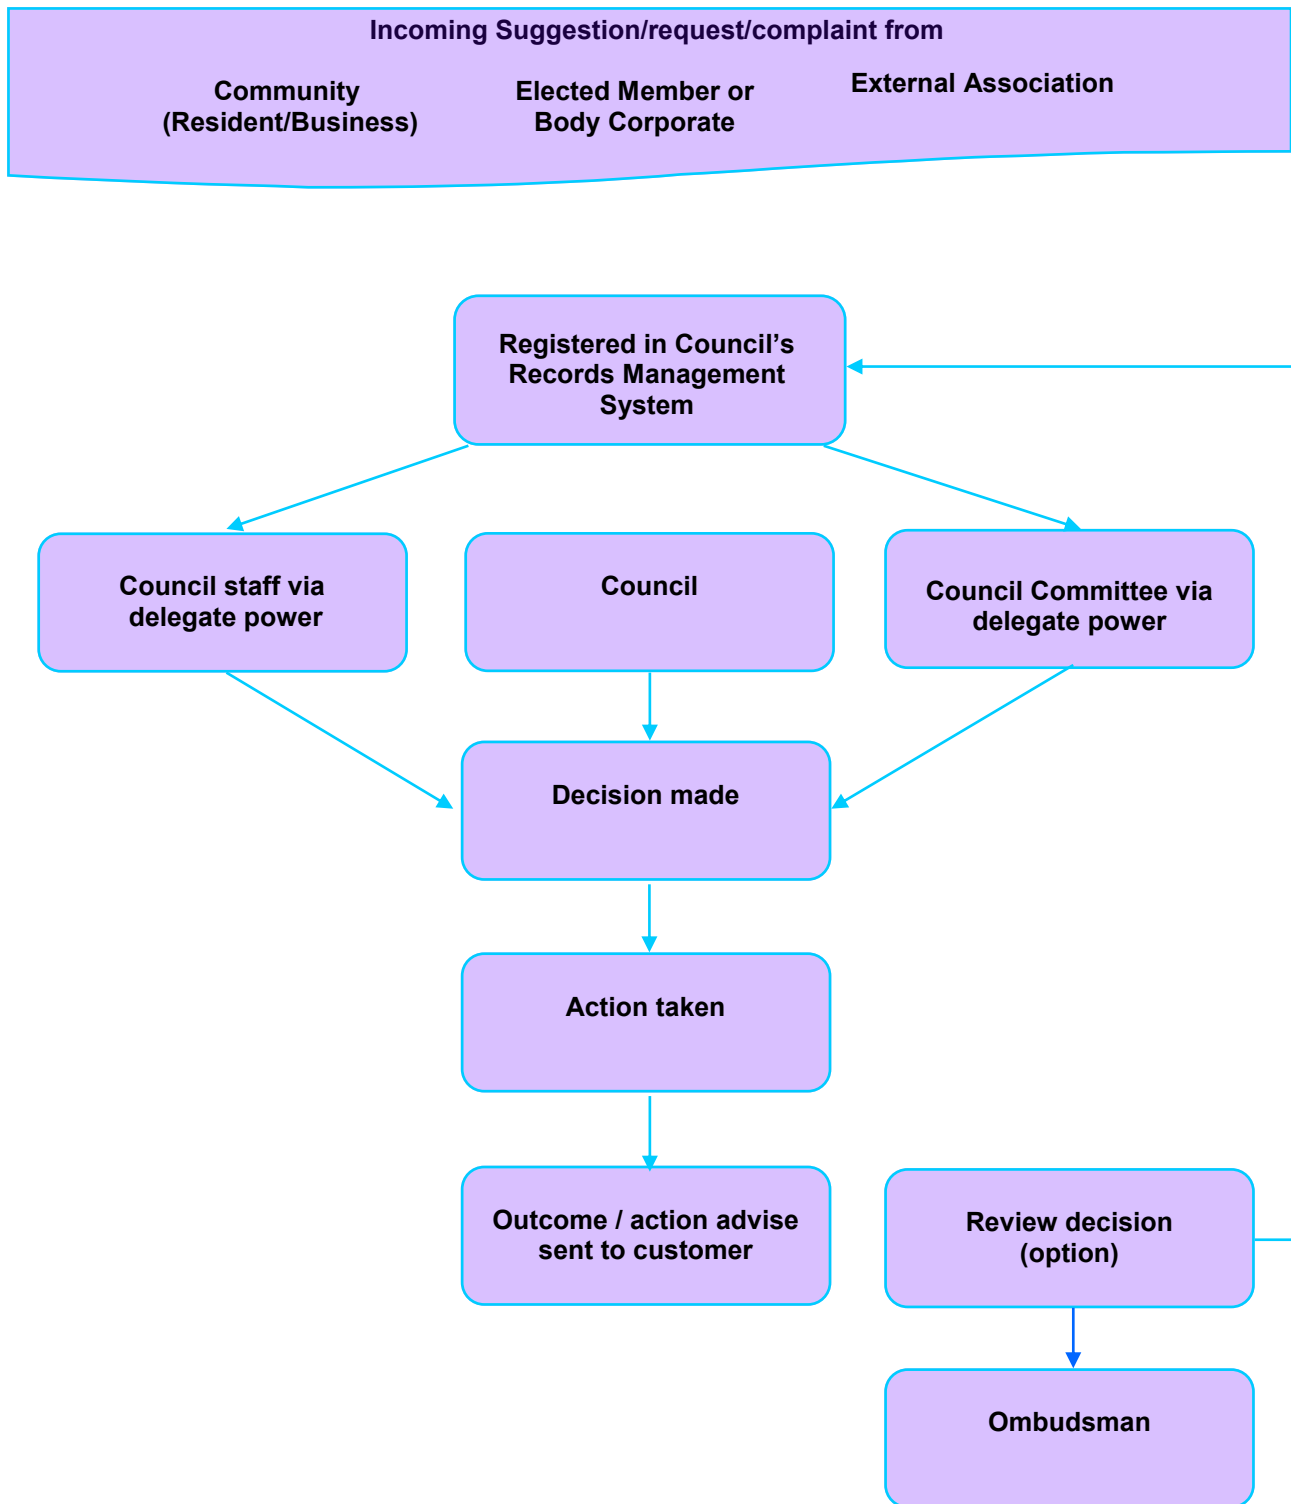 Incoming Suggestion/request/complaint from
Community
(Resident/Business)
Elected Member or
Body Corporate
External Association
Registered in Council’s
Records Management
System
Council staff via
delegate power
Council
Council Committee via
delegate power
Decision made
Action taken
Outcome / action advise
sent to customer
Review decision
(option)
Ombudsman